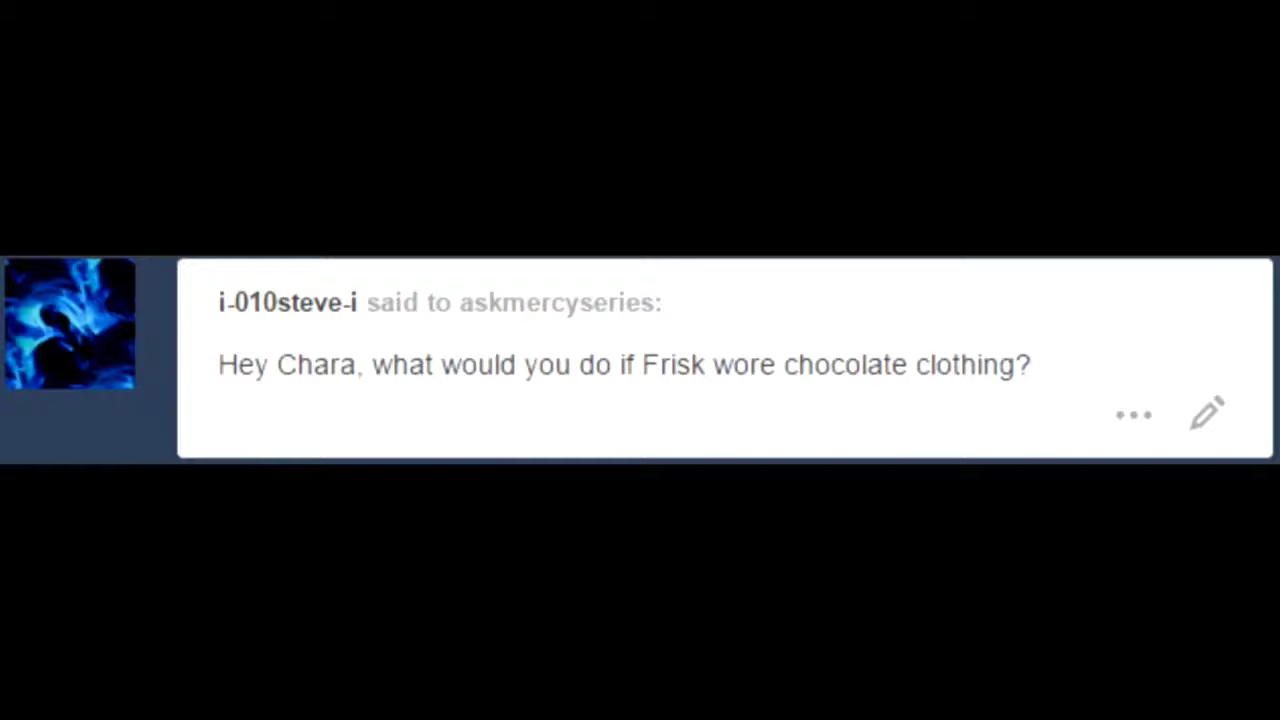 i-010steve-i said to askmercyseries:
Hey Chara, what would you do if Frisk wore chocolate clothing?